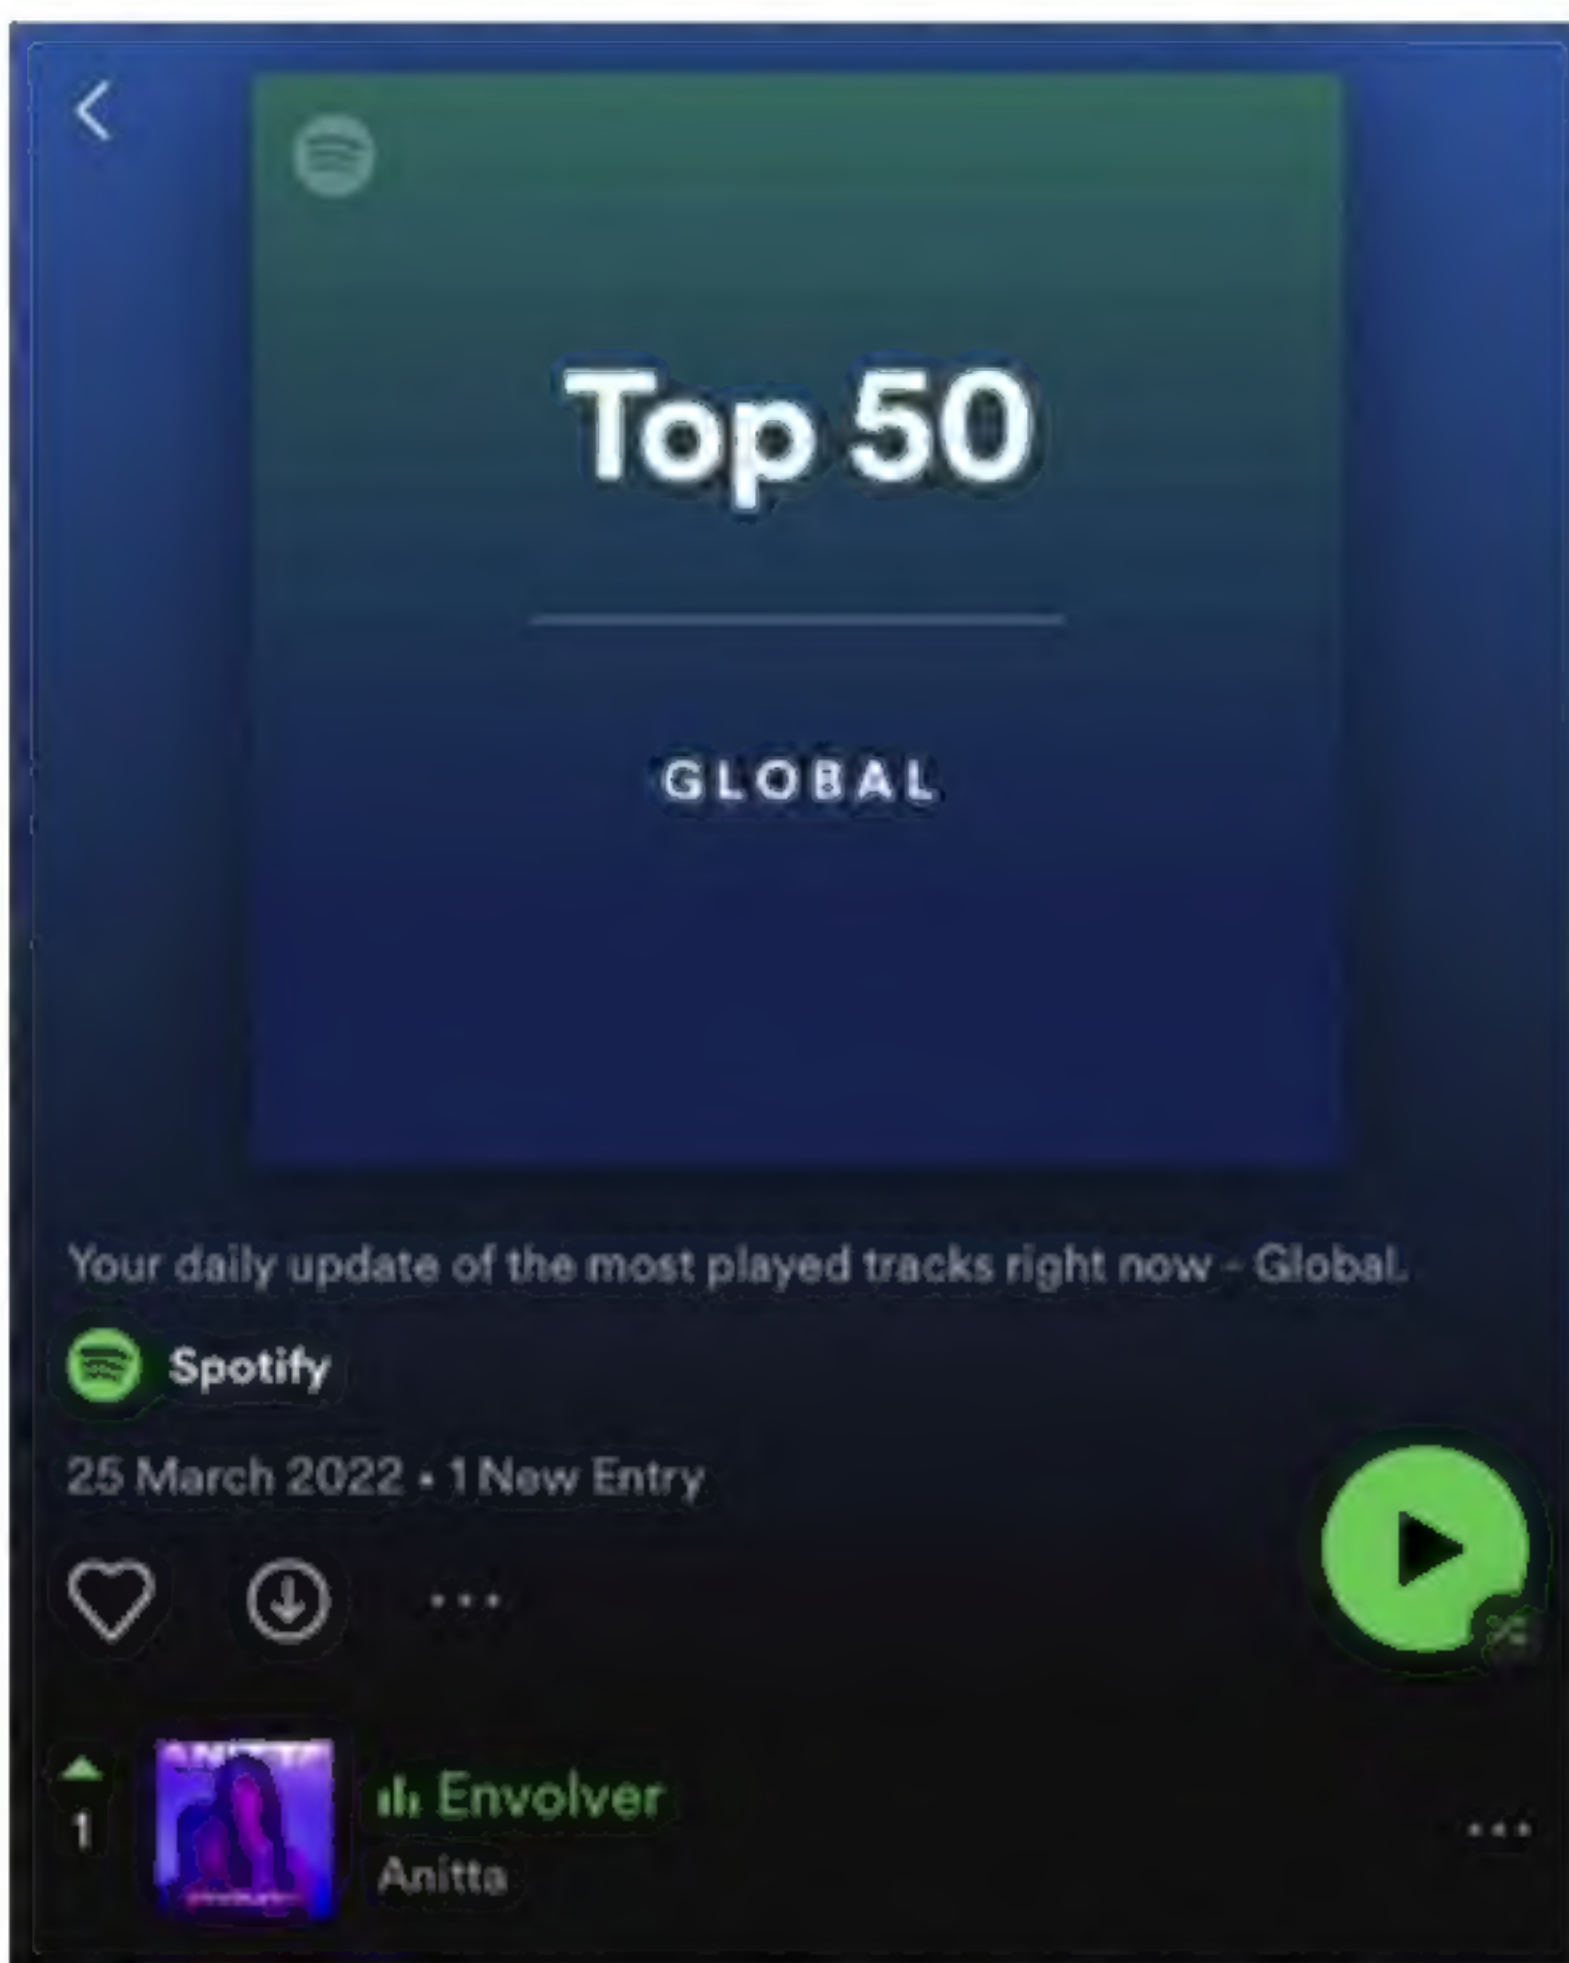 Top 50
GLOBAL
Your daily update of the most played tracks right now - Global.
Spotify
25 March 2022 • 1 New Entry
1
ANITTA
Envolver
Anitta